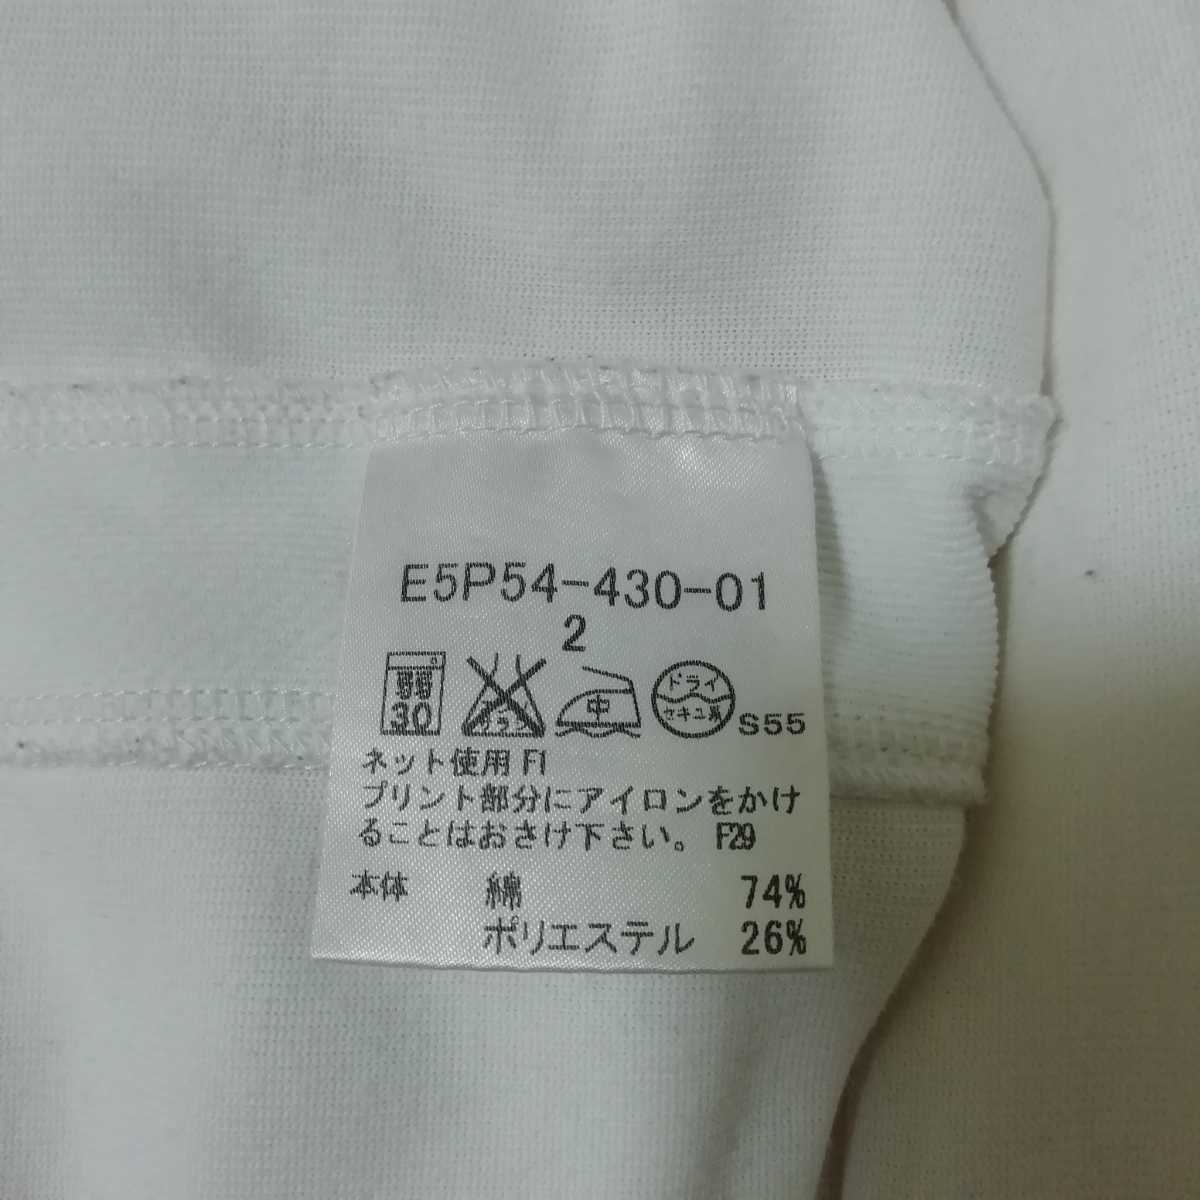 E5P54-430-01
2
30 中 ドライ セキユ系 S55
ネット使用 F1
プリント部分にアイロンをかけ
ることはおさけ下さい。 F29
本体 綿 74%
ポリエステル 26%